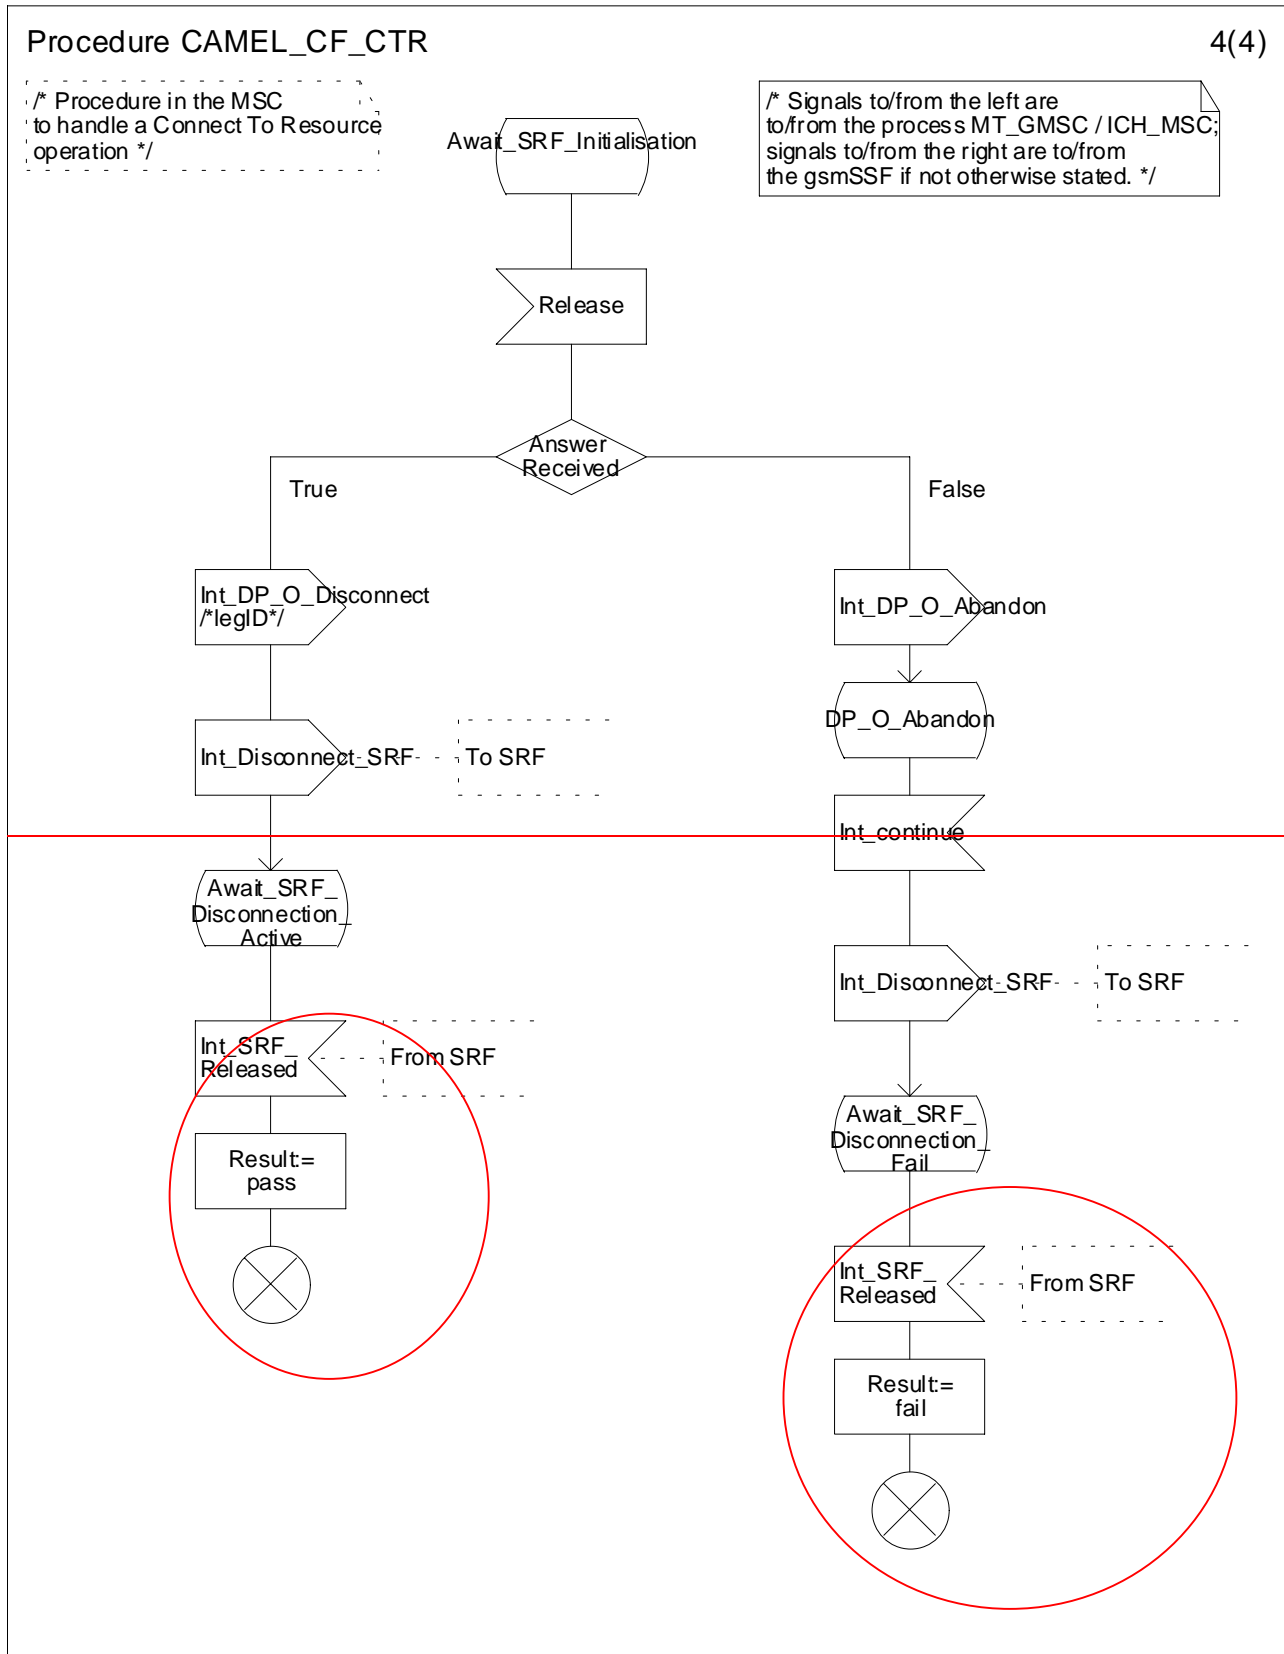 Procedure CAMEL_CF_CTR
4(4)
/* Procedure in the MSC
to handle a Connect To Resource
operation */
/* Signals to/from the left are
to/from the process MT_GMSC / ICH_MSC;
signals to/from the right are to/from
the gsmSSF if not otherwise stated. */
Await_SRF_Initialisation
Release
Answer
Received
True
False
Int_DP_O_Disconnect
/*legID*/
Int_DP_O_Abandon
DP_O_Abandon
Int_Disconnect_SRF
To SRF
Int_continue
Await_SRF_
Disconnection_
Active
Int_Disconnect_SRF
To SRF
Int_SRF_
Released
From SRF
Await_SRF_
Disconnection_
Fail
Result:=
pass
Int_SRF_
Released
From SRF
Result:=
fail